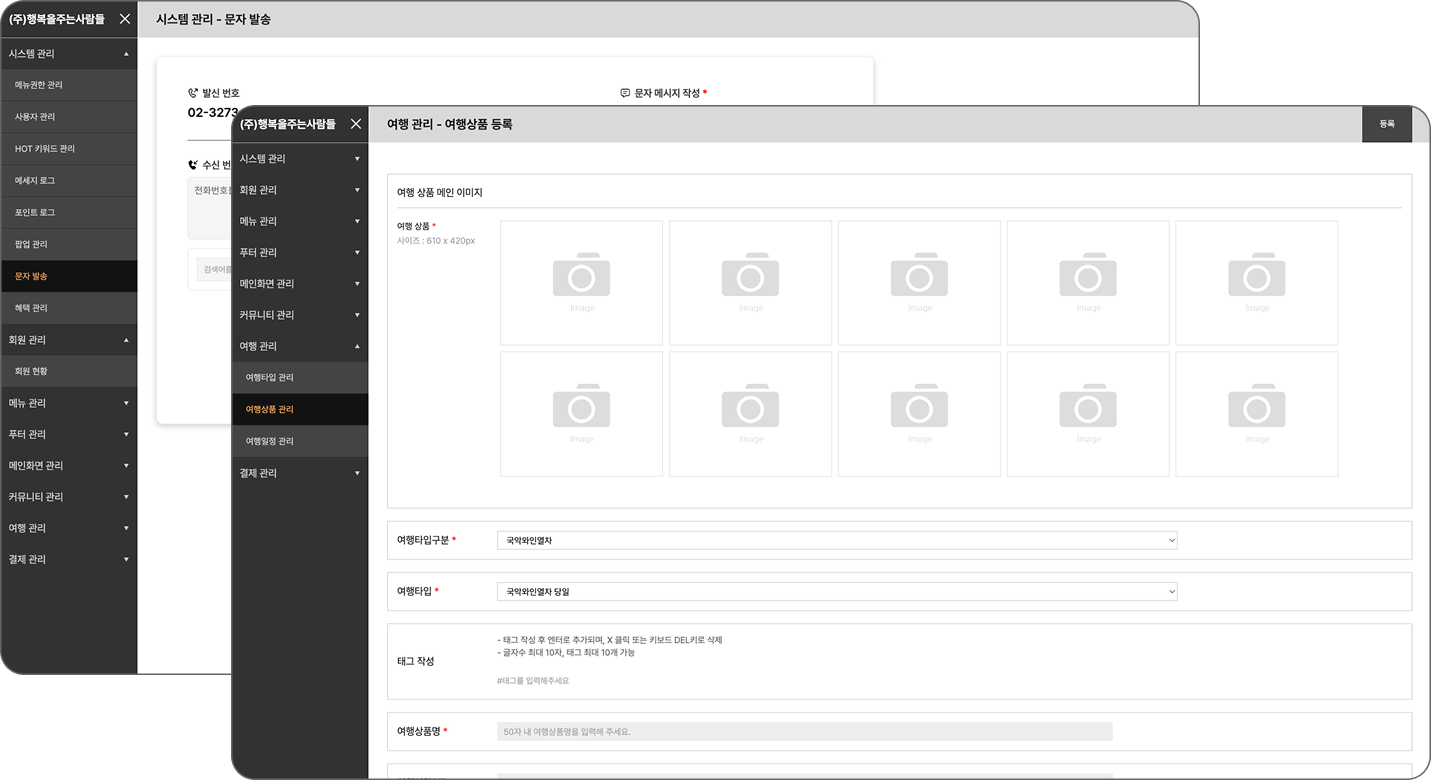 (주)행복을주는사람들
시스템 관리 - 문자 발송
시스템 관리
메뉴권한 관리
사용자 관리
HOT 키워드 관리
메세지 로그
포인트 로그
팝업 관리
문자 발송
혜택 관리
회원 관리
회원 현황
메뉴 관리
푸터 관리
메인화면 관리
커뮤니티 관리
여행 관리
결제 관리
발신 번호
02-3273
문자 메시지 작성 *
수신 번
전화번호를
검색어를
(주)행복을주는사람들
여행 관리 - 여행상품 등록
등록
시스템 관리
회원 관리
메뉴 관리
푸터 관리
메인화면 관리
커뮤니티 관리
여행 관리
여행타입 관리
여행상품 관리
여행일정 관리
결제 관리
여행 상품 메인 이미지
여행 상품 *
사이즈 : 610 x 420px
Image
Image
Image
Image
Image
Image
Image
Image
Image
Image
여행타입구분 *
국악와인열차
여행타입 *
국악와인열차 당일
태그 작성
- 태그 작성 후 엔터로 추가되며, X 클릭 또는 키보드 DEL키로 삭제
- 글자수 최대 10자, 태그 최대 10개 가능
#태그를 입력해주세요
여행상품명 *
50자 내 여행상품명을 입력해 주세요.